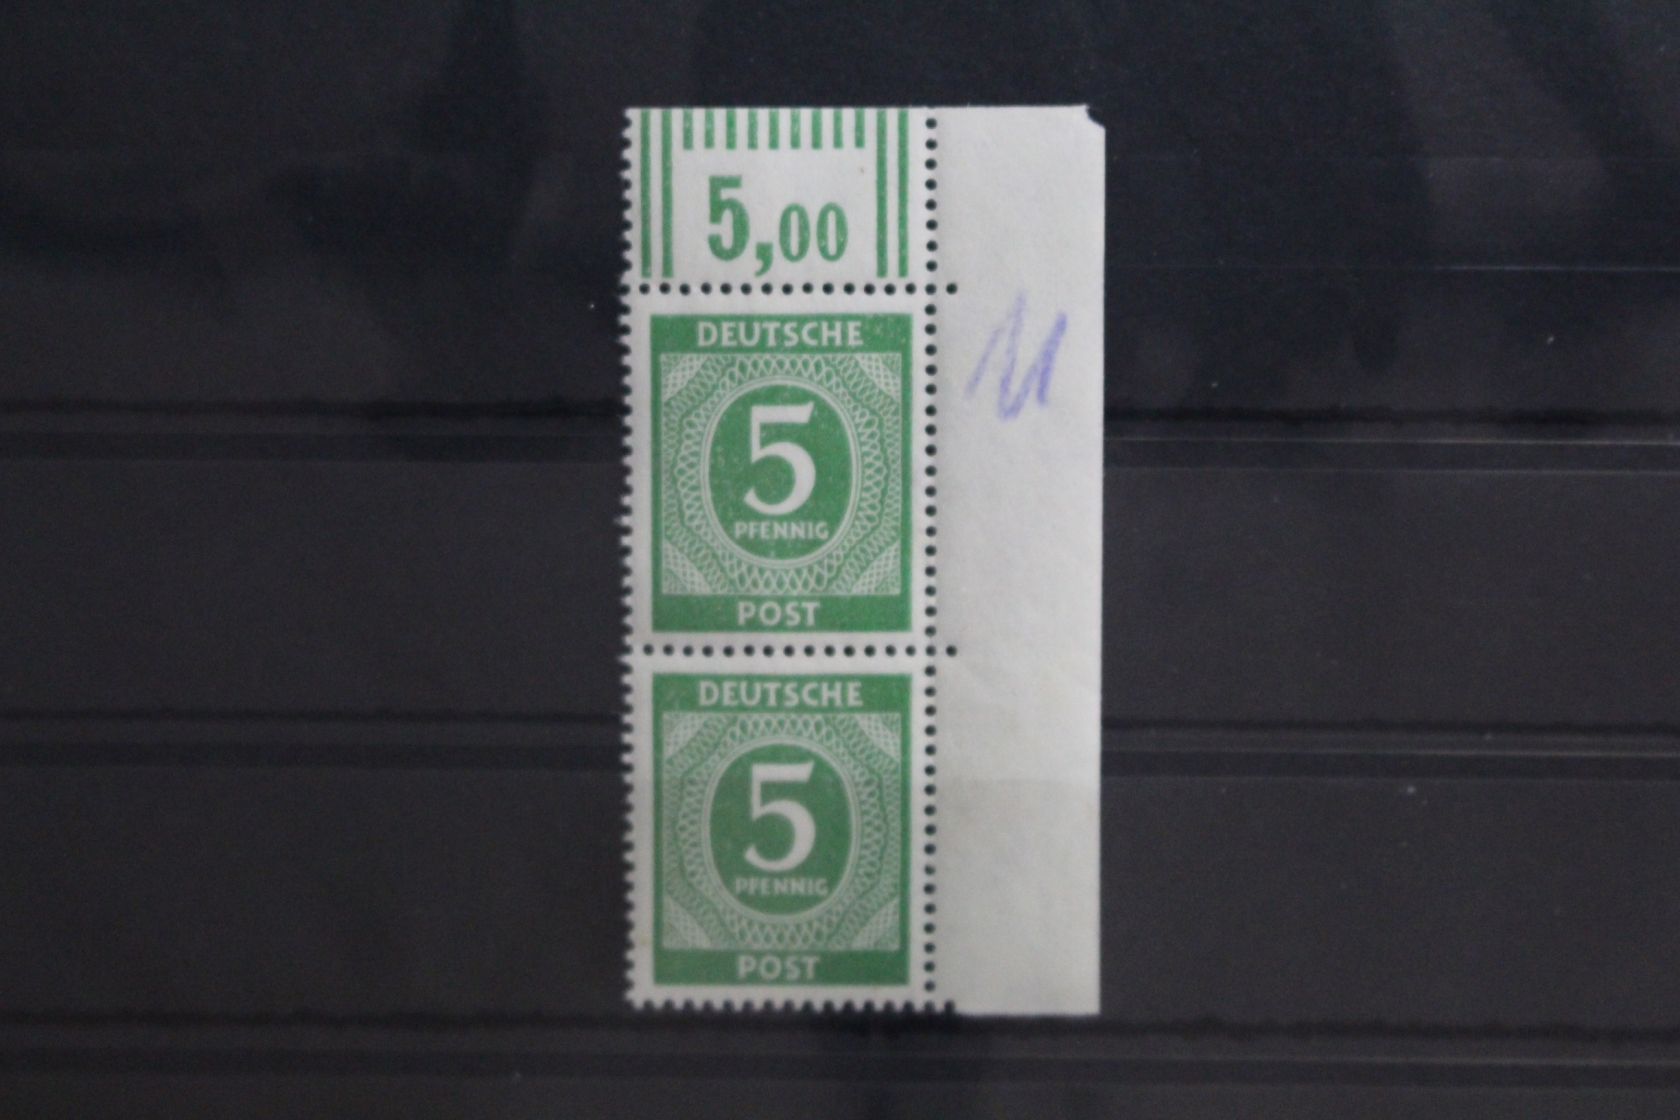 5,00
DEUTSCHE
5
PFENNIG
POST
DEUTSCHE
5
PFENNIG
POST